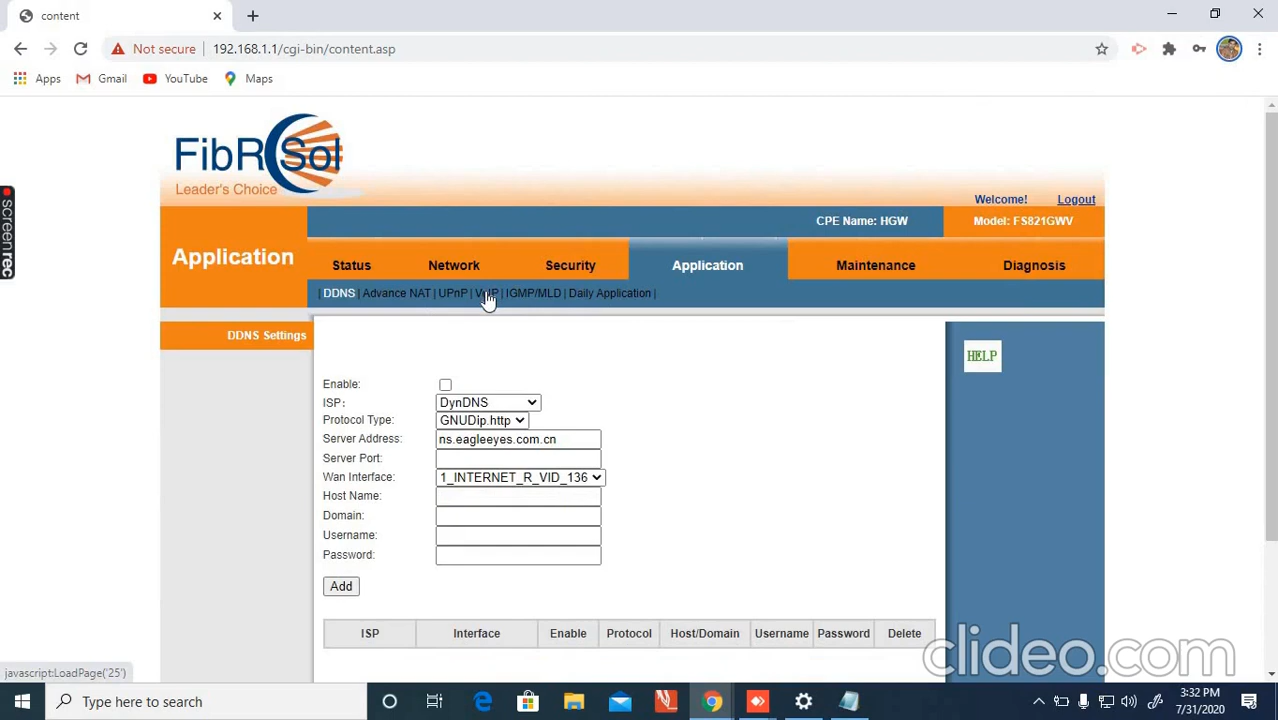 content
Not secure
192.168.1.1/cgi-bin/content.asp
Apps
Gmail
YouTube
Maps
FibR Sol
Leader's Choice
screenrec
Welcome!
Logout
CPE Name: HGW
Model: FS821GWV
Application
Status
Network
Security
Application
Maintenance
Diagnosis
| DDNS | Advance NAT | UPnP | VoIP | IGMP/MLD | Daily Application |
DDNS Settings
HELP
Enable:
ISP:
DynDNS
Protocol Type:
GNUDip.http
Server Address:
ns.eagleeyes.com.cn
Server Port:
Wan Interface:
1_INTERNET_R_VID_136
Host Name:
Domain:
Username:
Password:
Add
ISP
Interface
Enable
Protocol
Host/Domain
Username
Password
Delete
clideo.com
javascript:LoadPage('25')
Type here to search
3:32 PM
7/31/2020